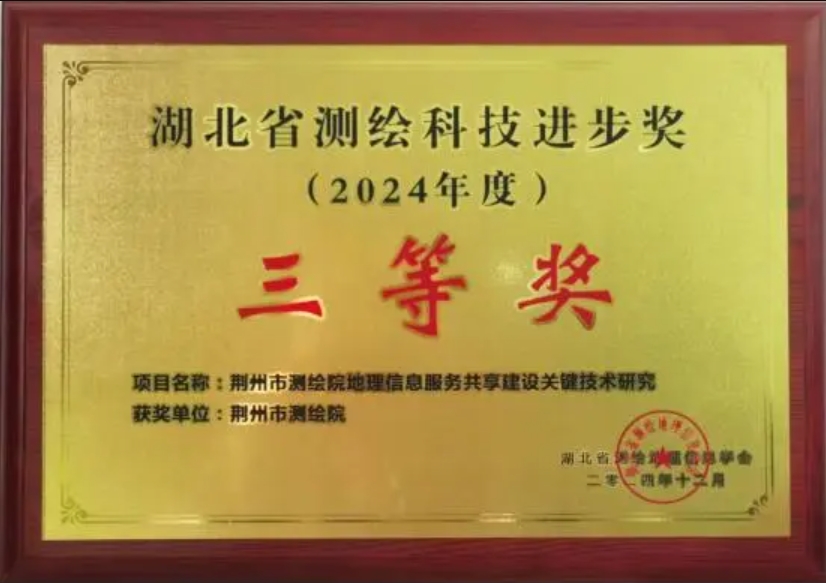 湖北省测绘科技进步奖
（2024年度）
三等奖
项目名称：荆州市测绘院地理信息服务共享建设关键技术研究
获奖单位：荆州市测绘院
湖北省测绘地理信息学会
二〇二四年十二月